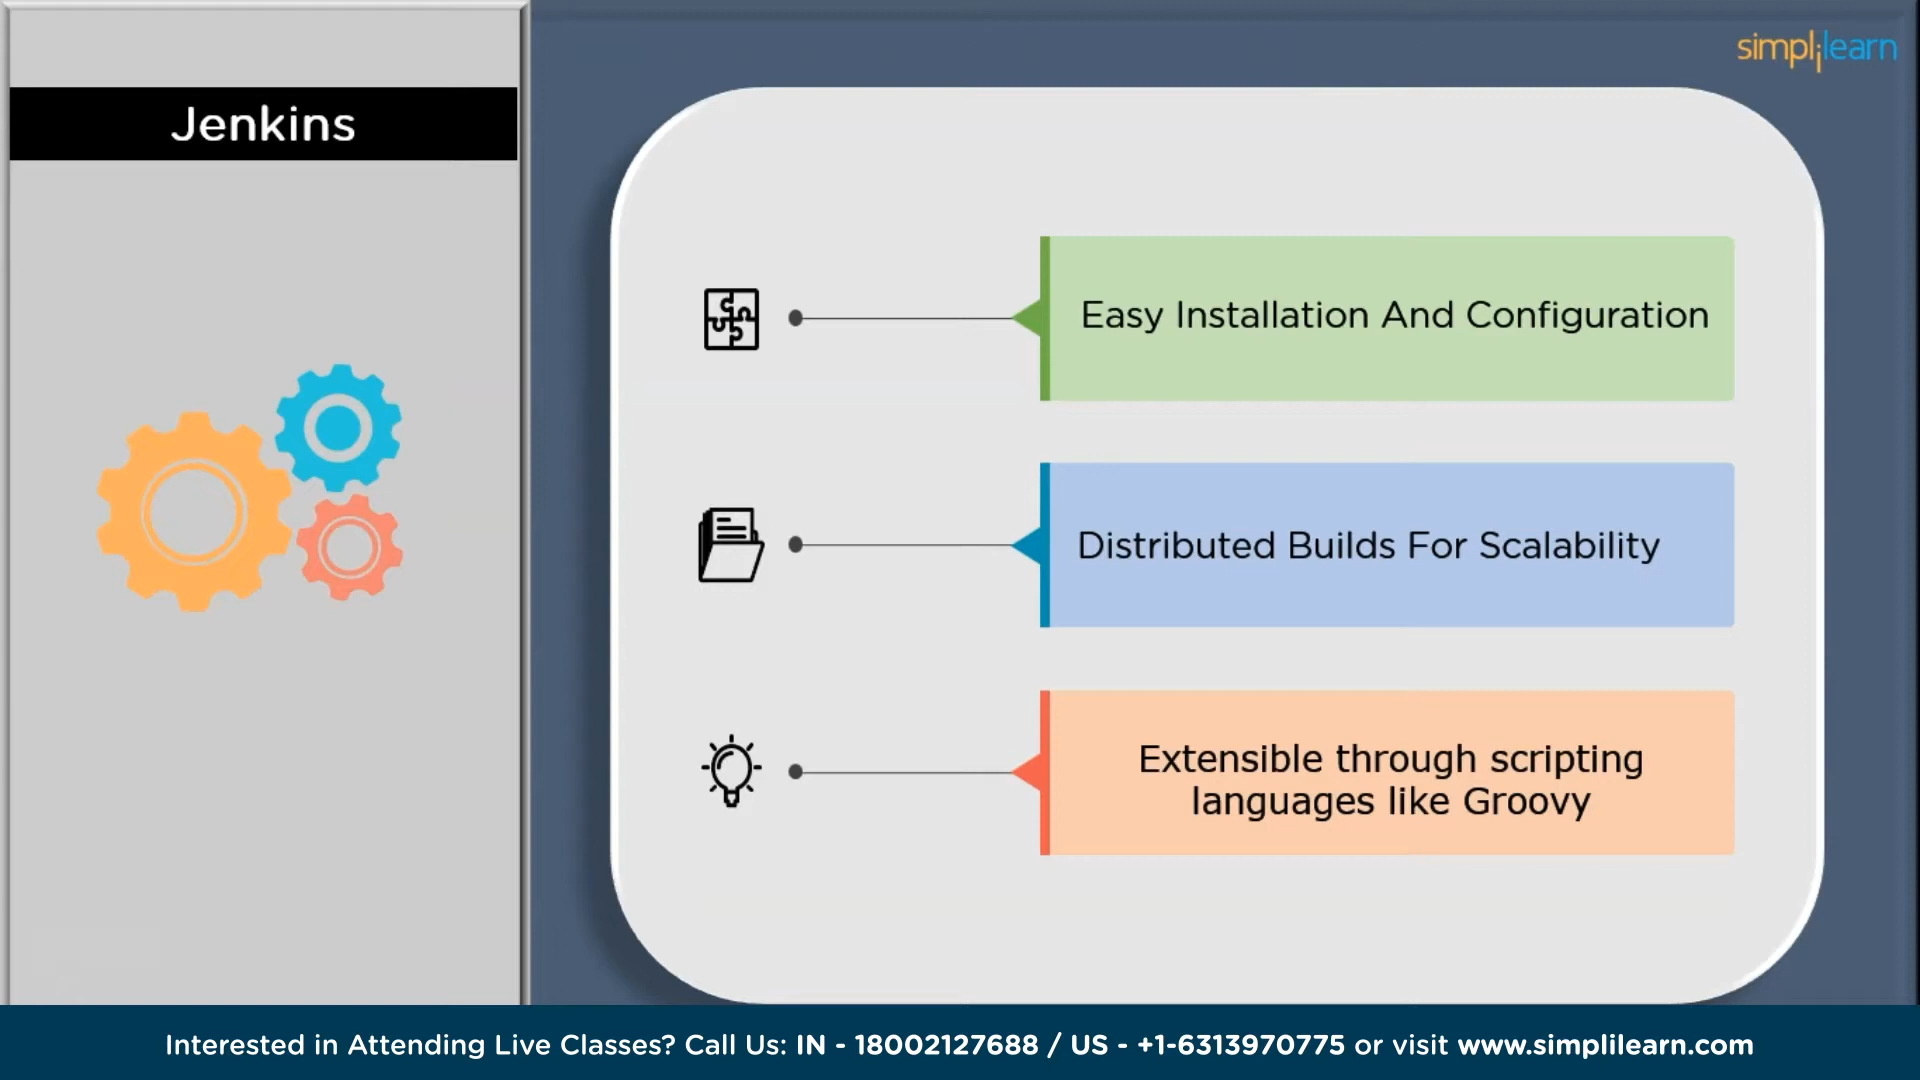 simplilearn
Jenkins
Easy Installation And Configuration
Distributed Builds For Scalability
Extensible through scripting
languages like Groovy
Interested in Attending Live Classes? Call Us: IN - 18002127688 / US - +1-6313970775 or visit www.simplilearn.com